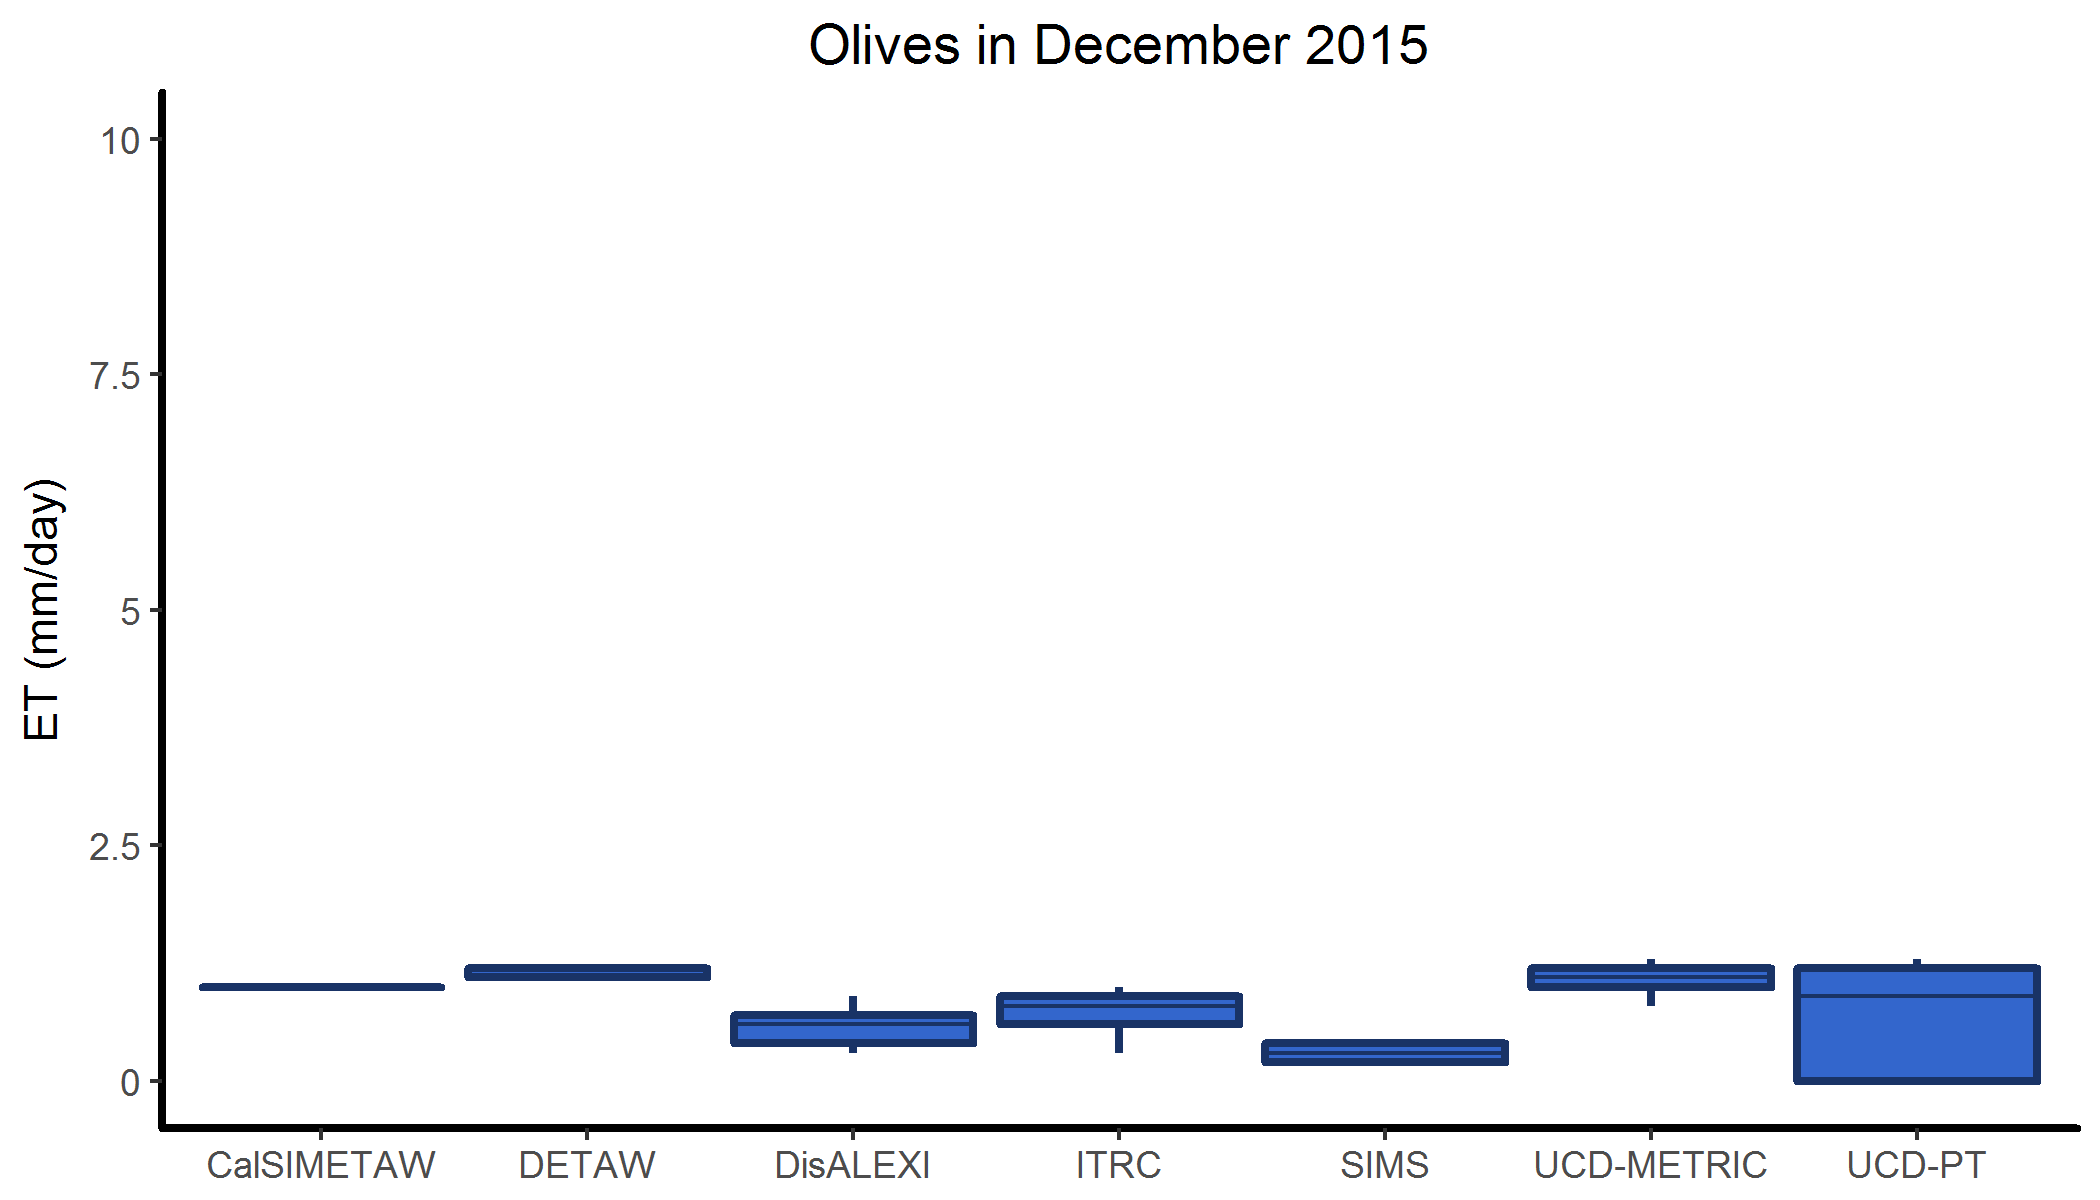 Olives in December 2015
10
7.5
5
2.5
0
ET (mm/day)
CalSIMETAW DETAW DisALEXI ITRC SIMS UCD-METRIC UCD-PT